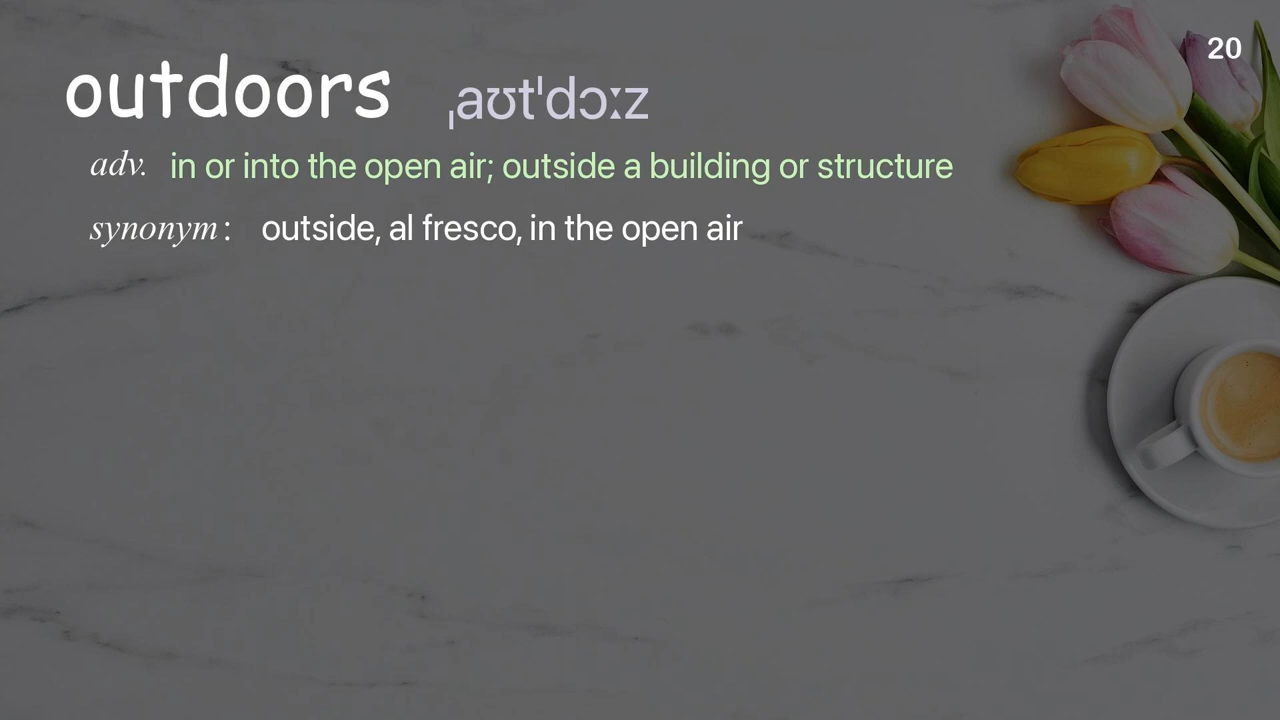 20
outdoors ˌaʊtˈdɔːz
adv. in or into the open air; outside a building or structure
synonym : outside, al fresco, in the open air